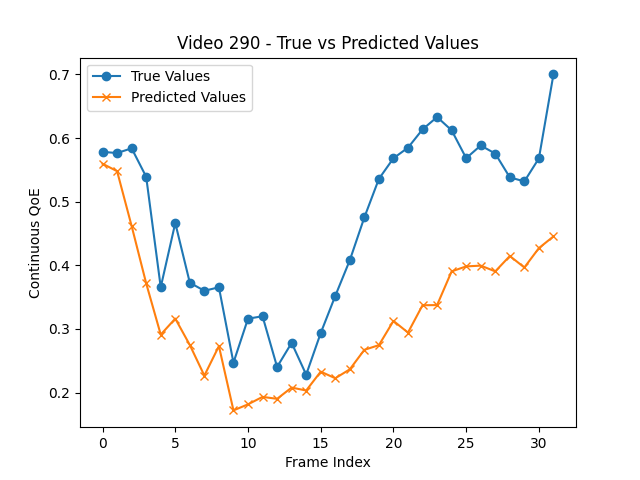 Video 290 - True vs Predicted Values
True Values
Predicted Values
Continuous QoE
0.7
0.6
0.5
0.4
0.3
0.2
0 5 10 15 20 25 30
Frame Index